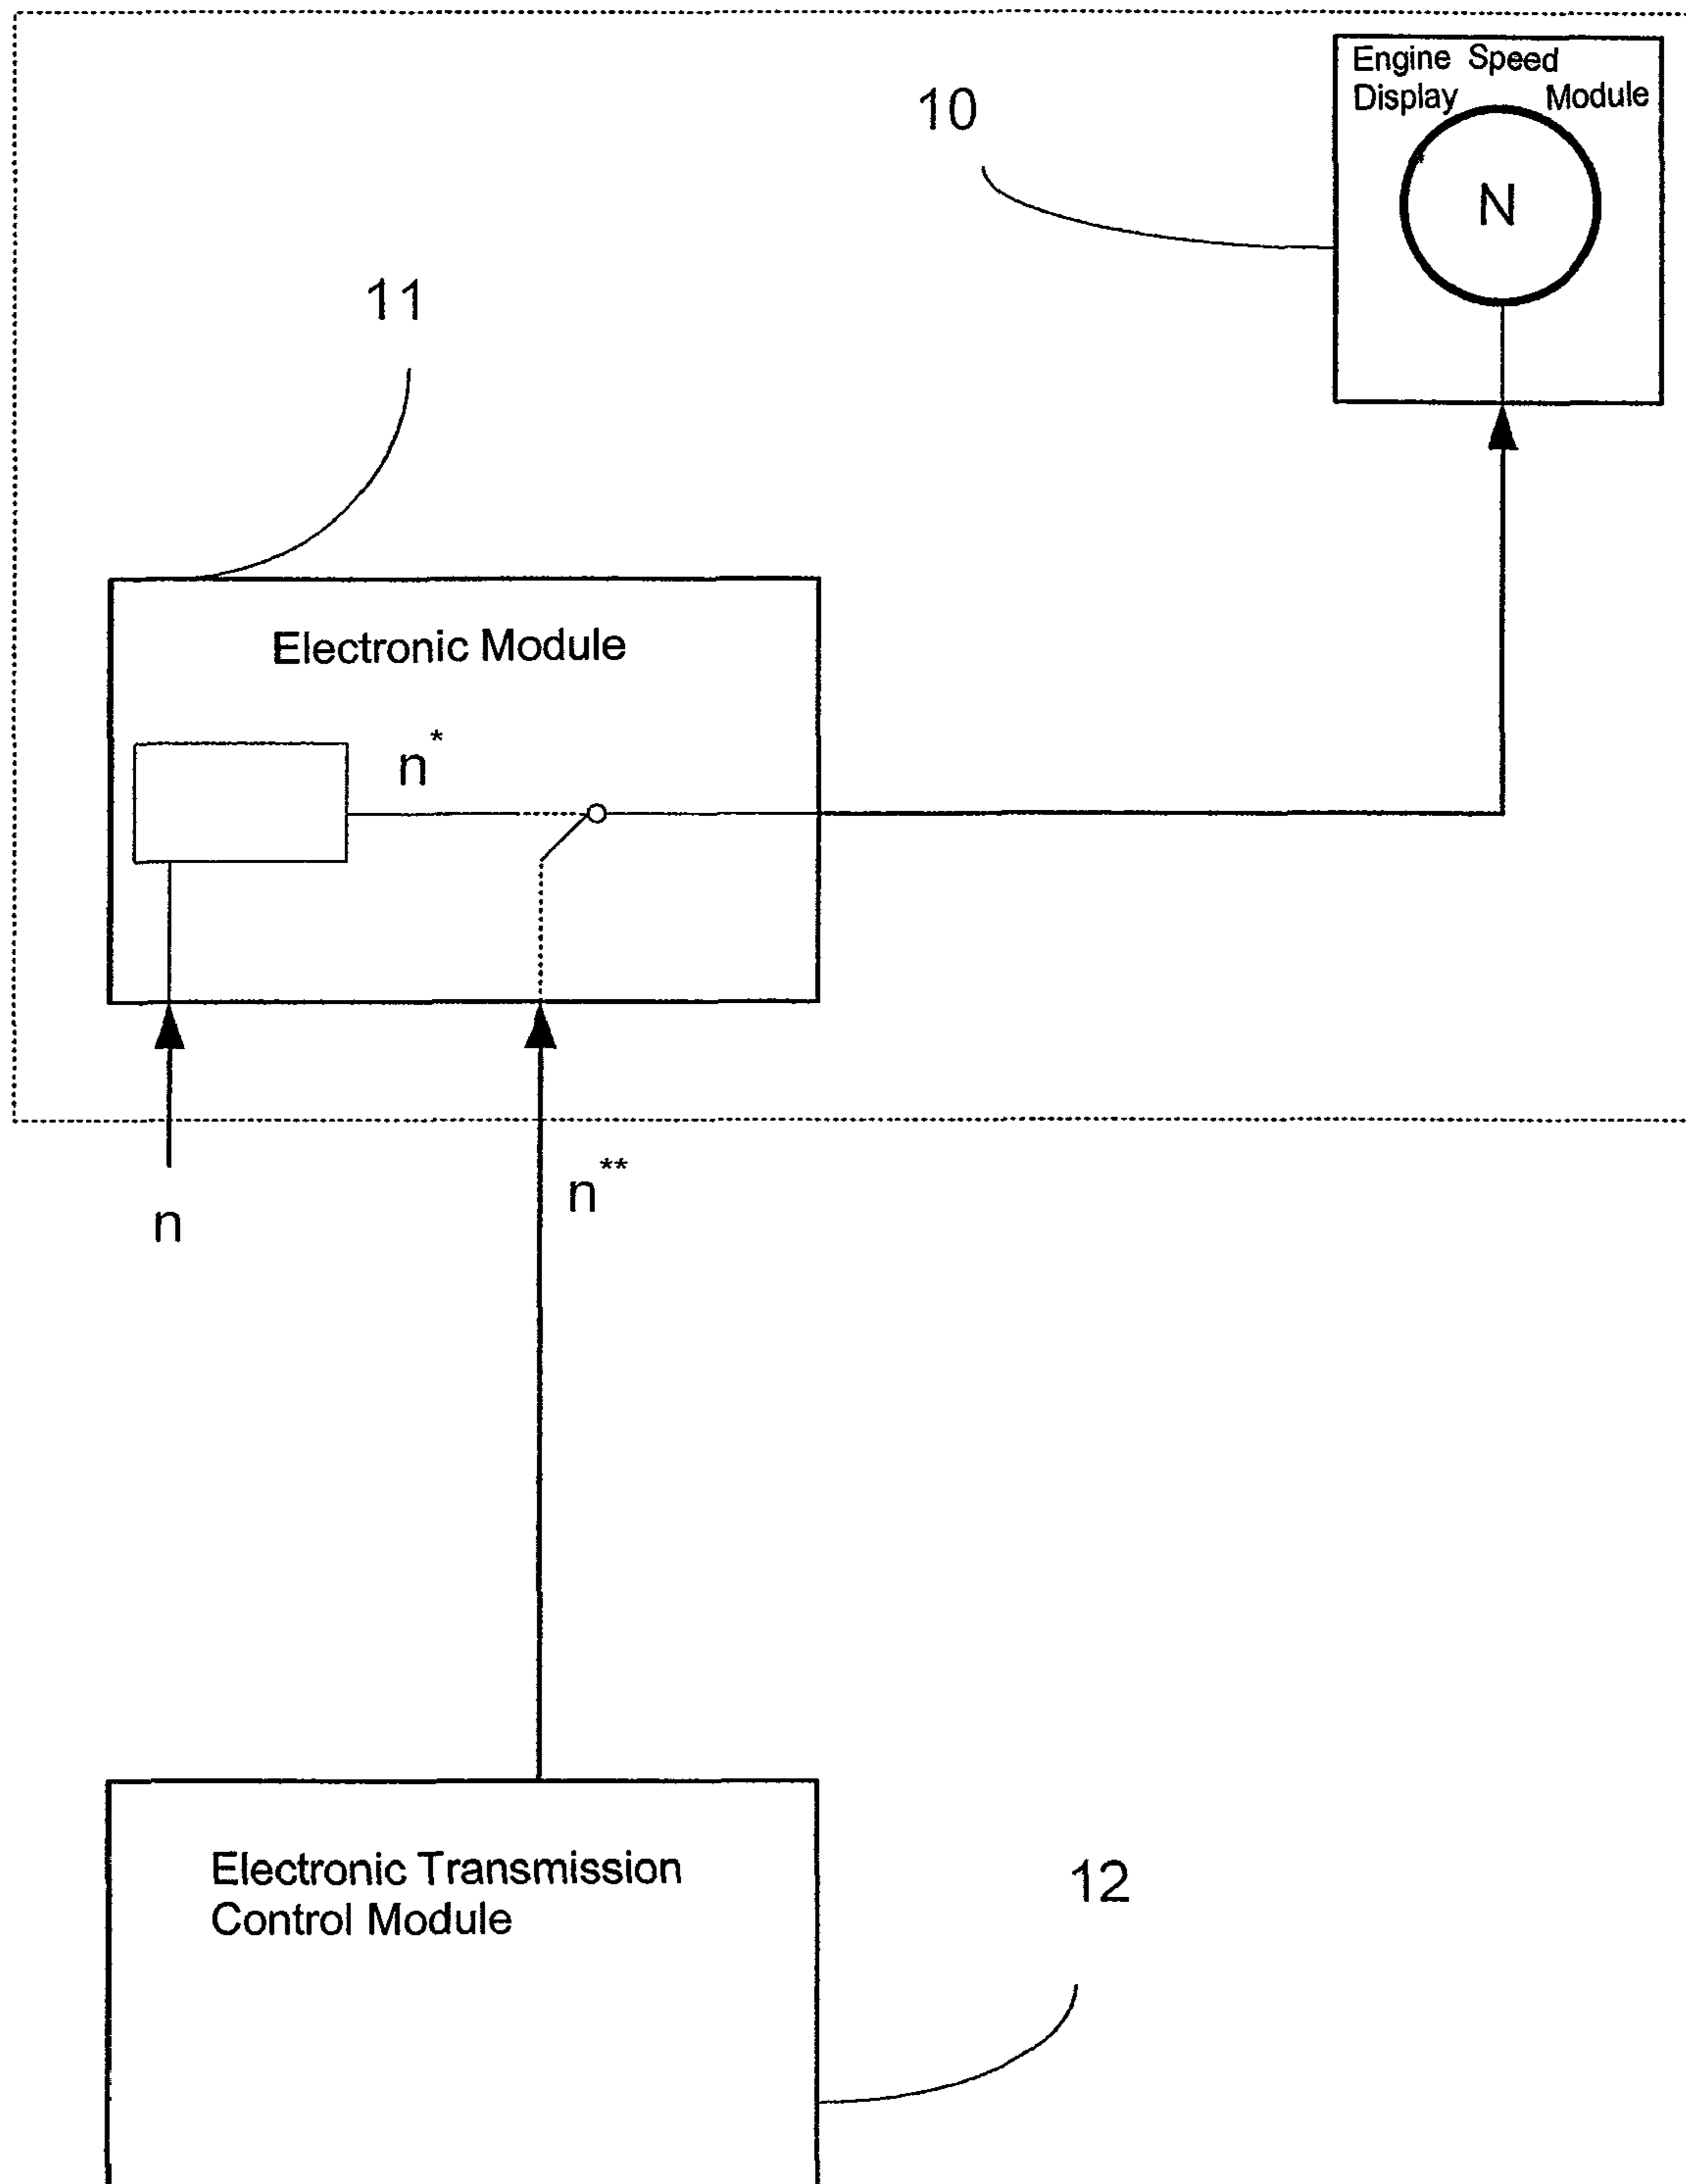 Engine Speed
Display Module
10
N
11
Electronic Module
n*
n**
n
Electronic Transmission
Control Module
12